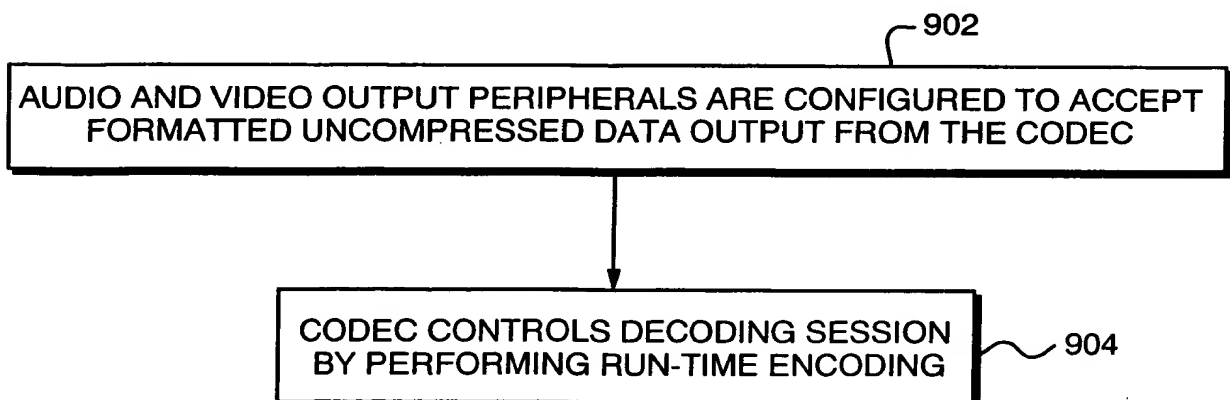 902
AUDIO AND VIDEO OUTPUT PERIPHERALS ARE CONFIGURED TO ACCEPT
FORMATTED UNCOMPRESSED DATA OUTPUT FROM THE CODEC
CODEC CONTROLS DECODING SESSION
BY PERFORMING RUN-TIME ENCODING
904